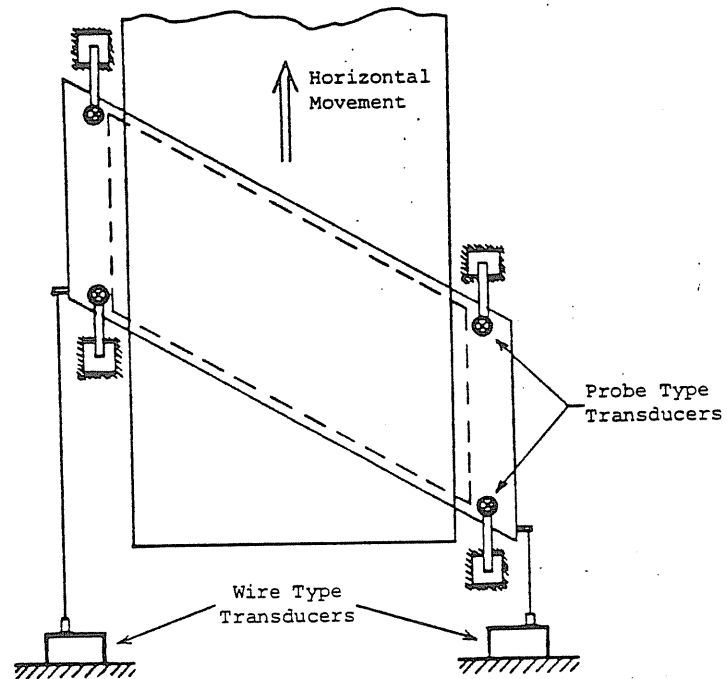 Horizontal
Movement
Probe Type
Transducers
Wire Type
Transducers